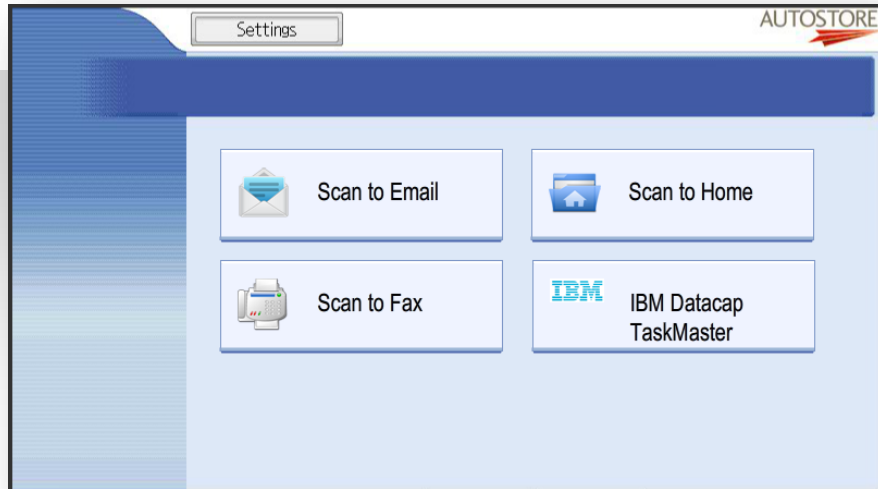 Settings
AUTOSTORE
Scan to Email
Scan to Home
Scan to Fax
IBM
IBM Datacap
TaskMaster